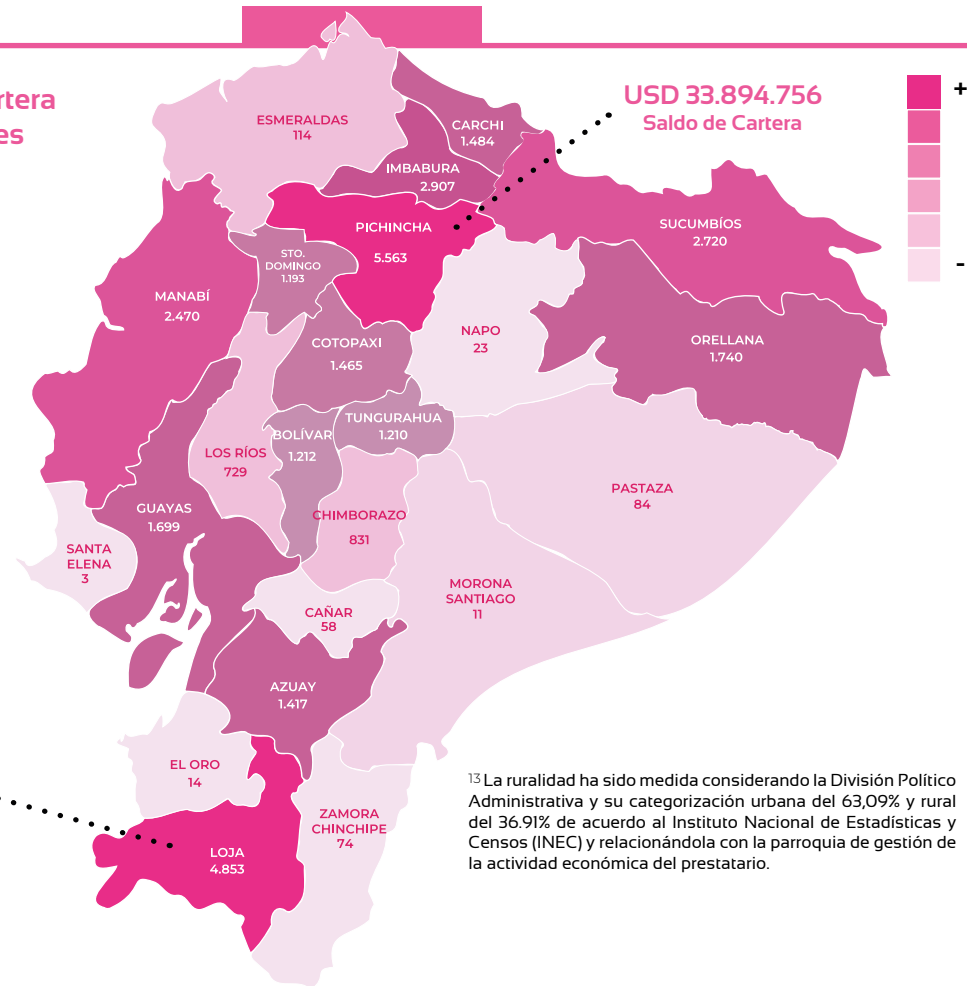 rtera
es
USD 33.894.756
Saldo de Cartera
+
-
ESMERALDAS
114
CARCHI
1.484
IMBABURA
2.907
PICHINCHA
5.563
SUCUMBÍOS
2.720
STO.
DOMINGO
1.193
MANABÍ
2.470
NAPO
23
ORELLANA
1.740
COTOPAXI
1.465
TUNGURAHUA
1.210
BOLÍVAR
1.212
LOS RÍOS
729
PASTAZA
84
GUAYAS
1.699
CHIMBORAZO
831
SANTA
ELENA
3
MORONA
SANTIAGO
11
CAÑAR
58
AZUAY
1.417
EL ORO
14
ZAMORA
CHINCHIPE
74
LOJA
4.853
13 La ruralidad ha sido medida considerando la División Político
Administrativa y su categorización urbana del 63,09% y rural
del 36.91% de acuerdo al Instituto Nacional de Estadísticas y
Censos (INEC) y relacionándola con la parroquia de gestión de
la actividad económica del prestatario.